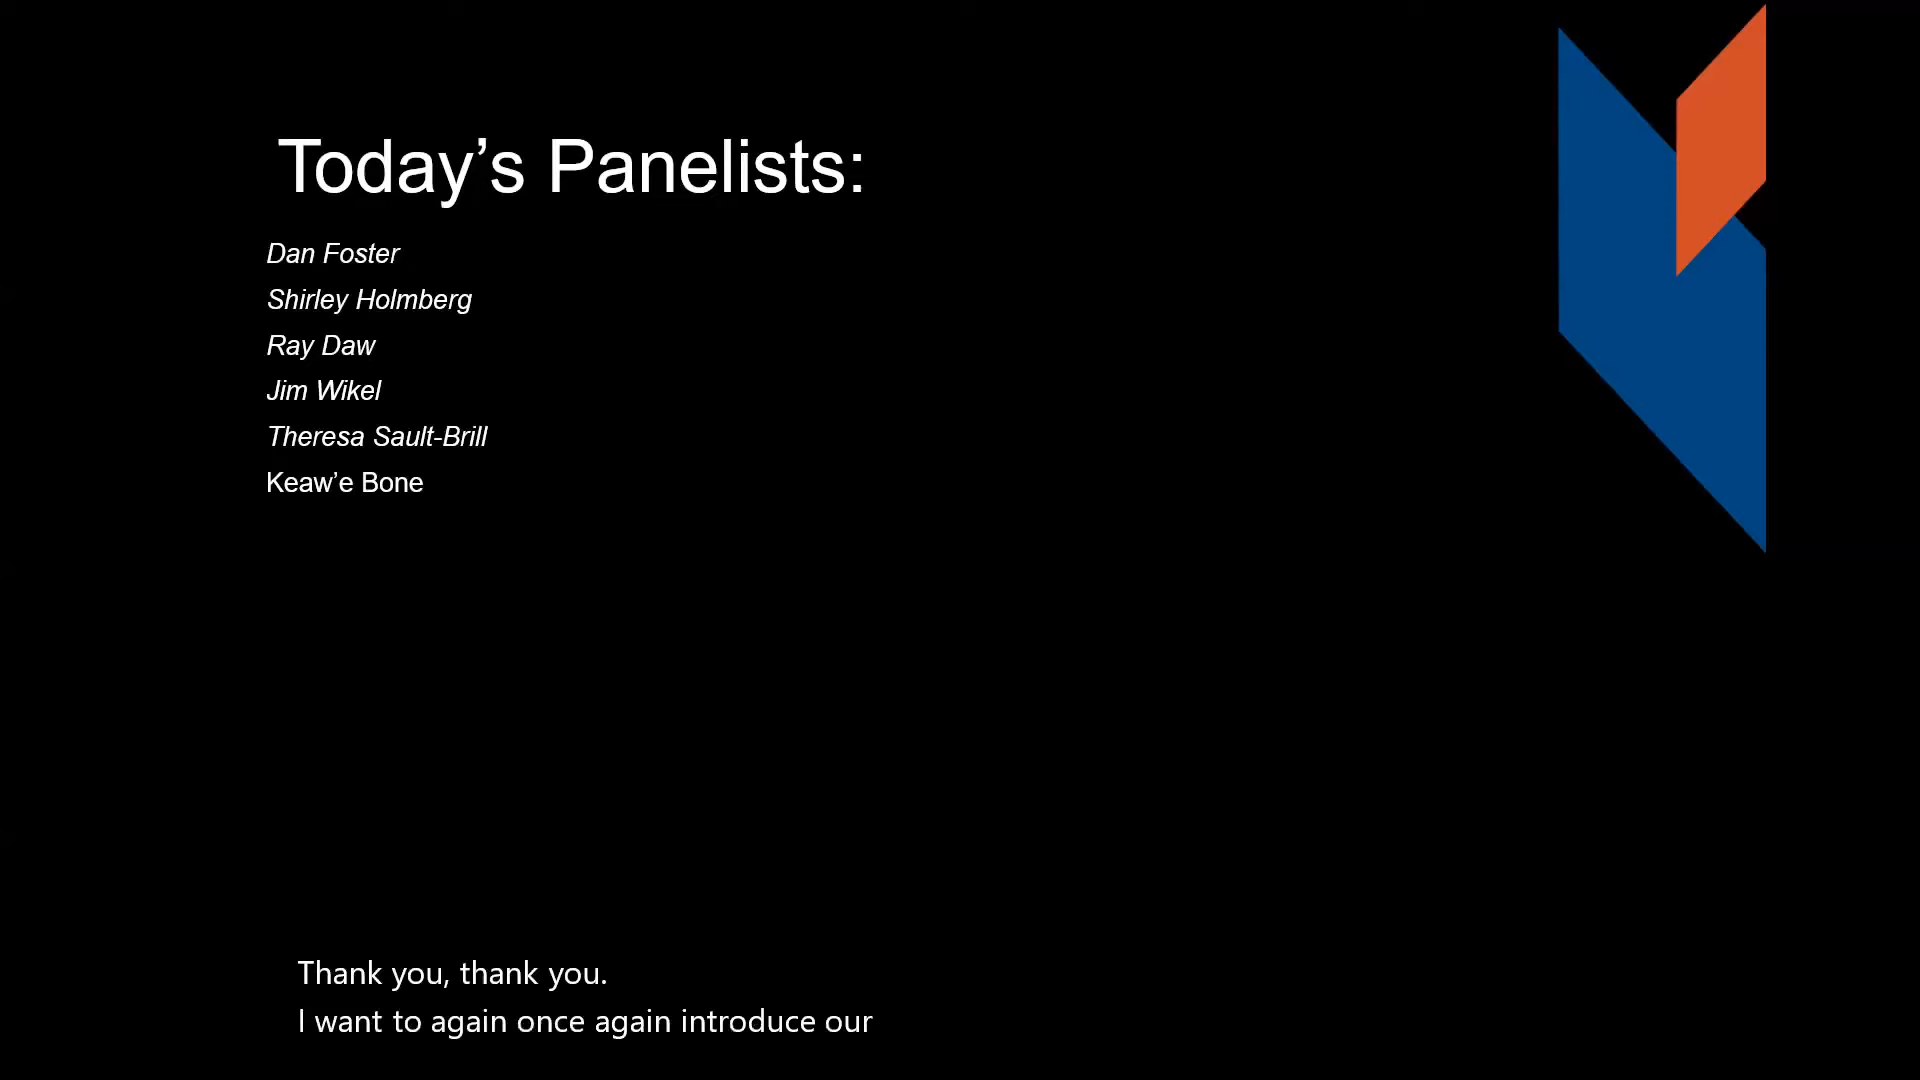 Today’s Panelists:
Dan Foster
Shirley Holmberg
Ray Daw
Jim Wikel
Theresa Sault-Brill
Keaw’e Bone
Thank you, thank you.
I want to again once again introduce our